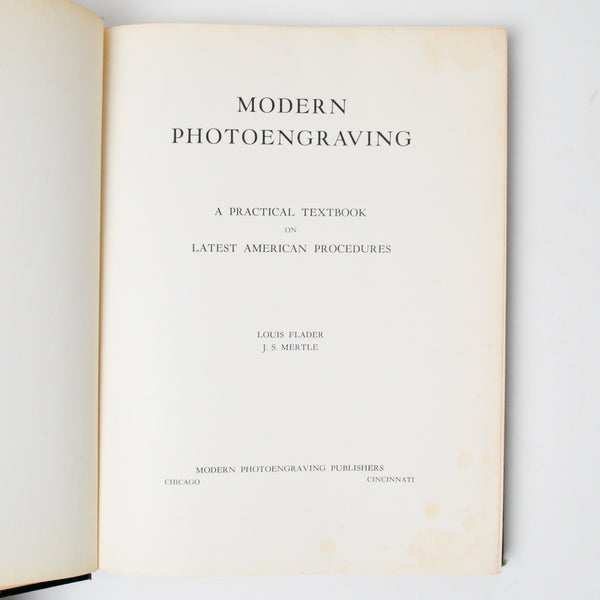 MODERN
PHOTOENGRAVING
A PRACTICAL TEXTBOOK
ON
LATEST AMERICAN PROCEDURES
LOUIS FLADER
J. S. MERTLE
MODERN PHOTOENGRAVING PUBLISHERS
CHICAGO CINCINNATI